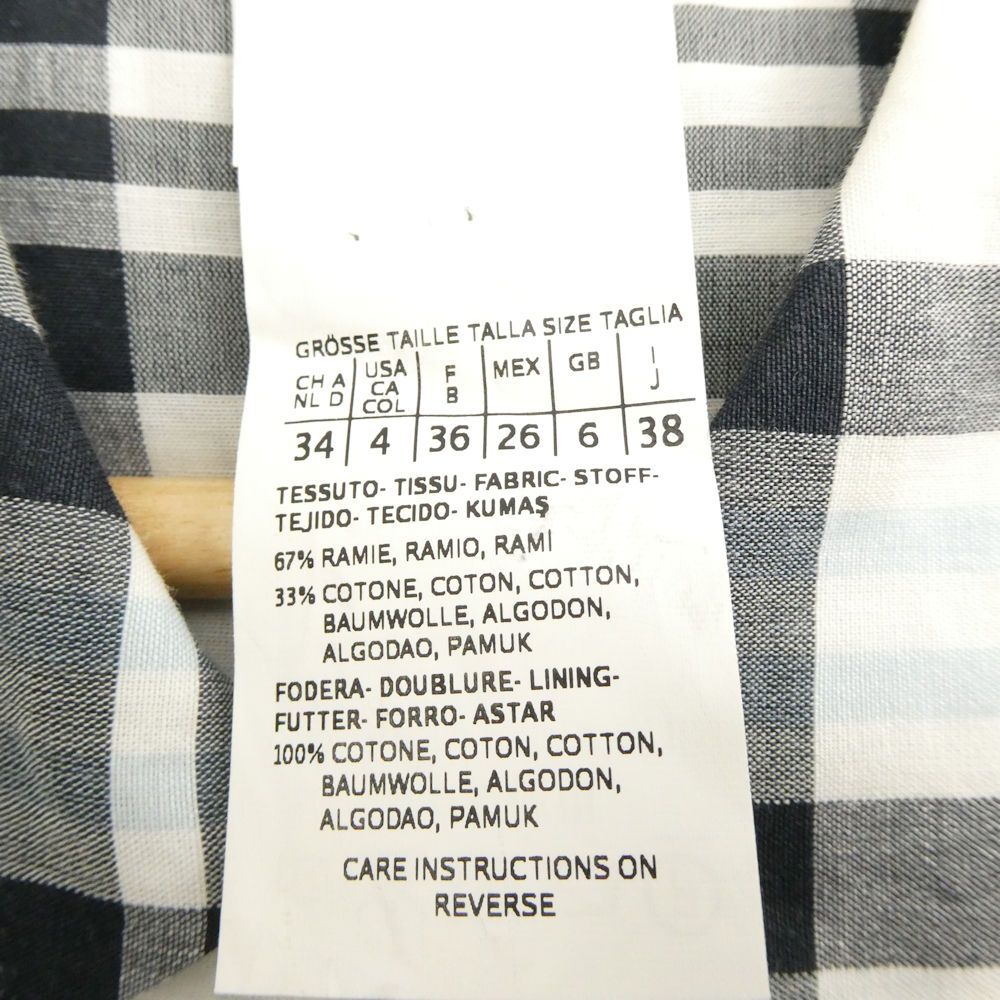 GRÖSSE TAILLE TALLA SIZE TAGLIA
CH A NL D USA CA COL F B MEX GB I J
34 4 36 26 6 38
TESSUTO- TISSU- FABRIC- STOFF-
TEJIDO- TECIDO- KUMAŞ
67% RAMIE, RAMIO, RAMİ
33% COTONE, COTON, COTTON,
BAUMWOLLE, ALGODON,
ALGODAO, PAMUK
FODERA- DOUBLURE- LINING-
FUTTER- FORRO- ASTAR
100% COTONE, COTON, COTTON,
BAUMWOLLE, ALGODON,
ALGODAO, PAMUK
CARE INSTRUCTIONS ON
REVERSE